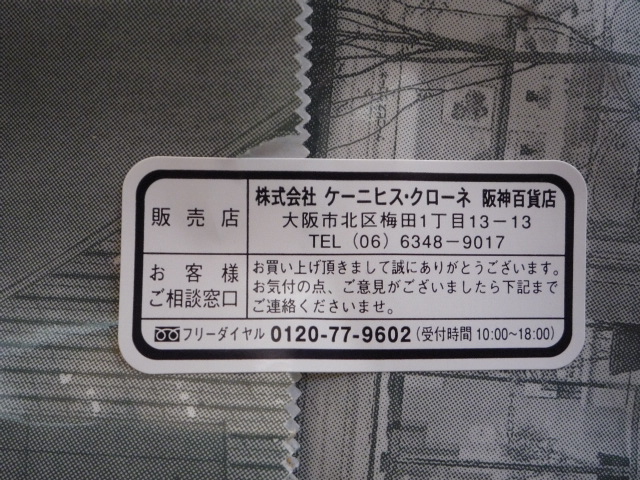 販売店
株式会社 ケーニヒス・クローネ 阪神百貨店
大阪市北区梅田1丁目13−13
TEL（06）6348−9017
お客様
ご相談窓口
お買い上げ頂きまして誠にありがとうございます。
お気付の点、ご意見がございましたら下記まで
ご連絡くださいませ。
フリーダイヤル 0120-77-9602（受付時間 10:00~18:00）